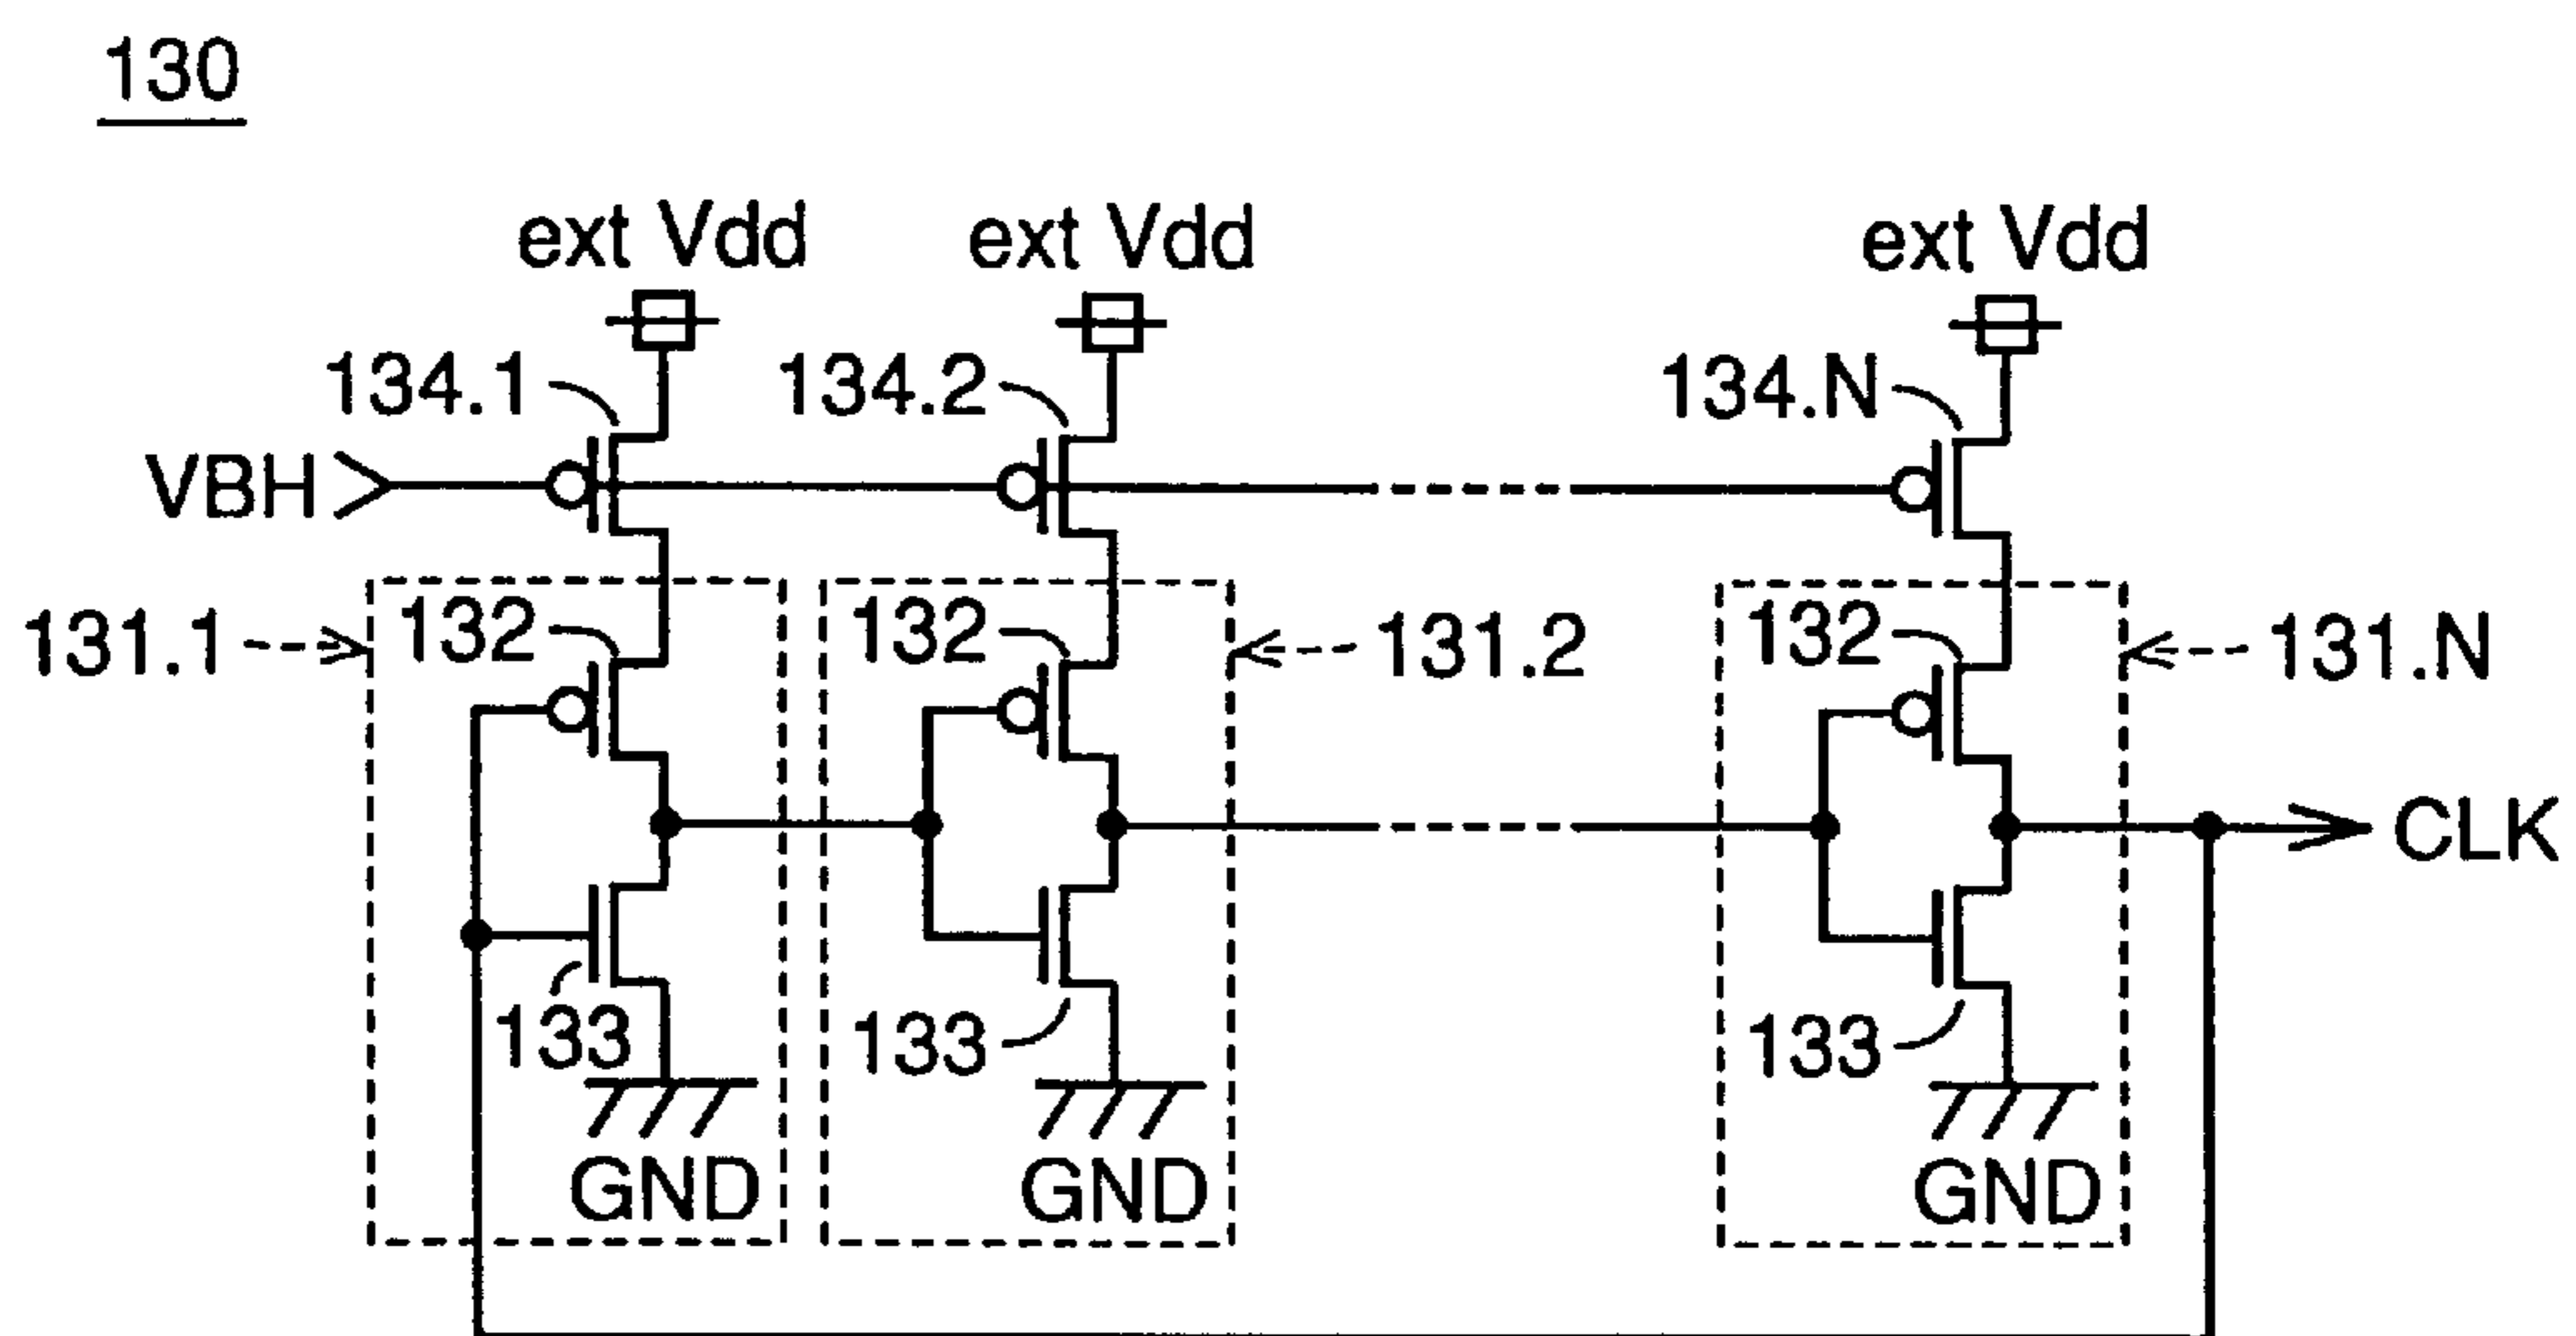 130
ext Vdd
ext Vdd
ext Vdd
134.1
134.2
134.N
VBH
131.1
132
132
131.2
132
131.N
CLK
133
133
133
GND
GND
GND